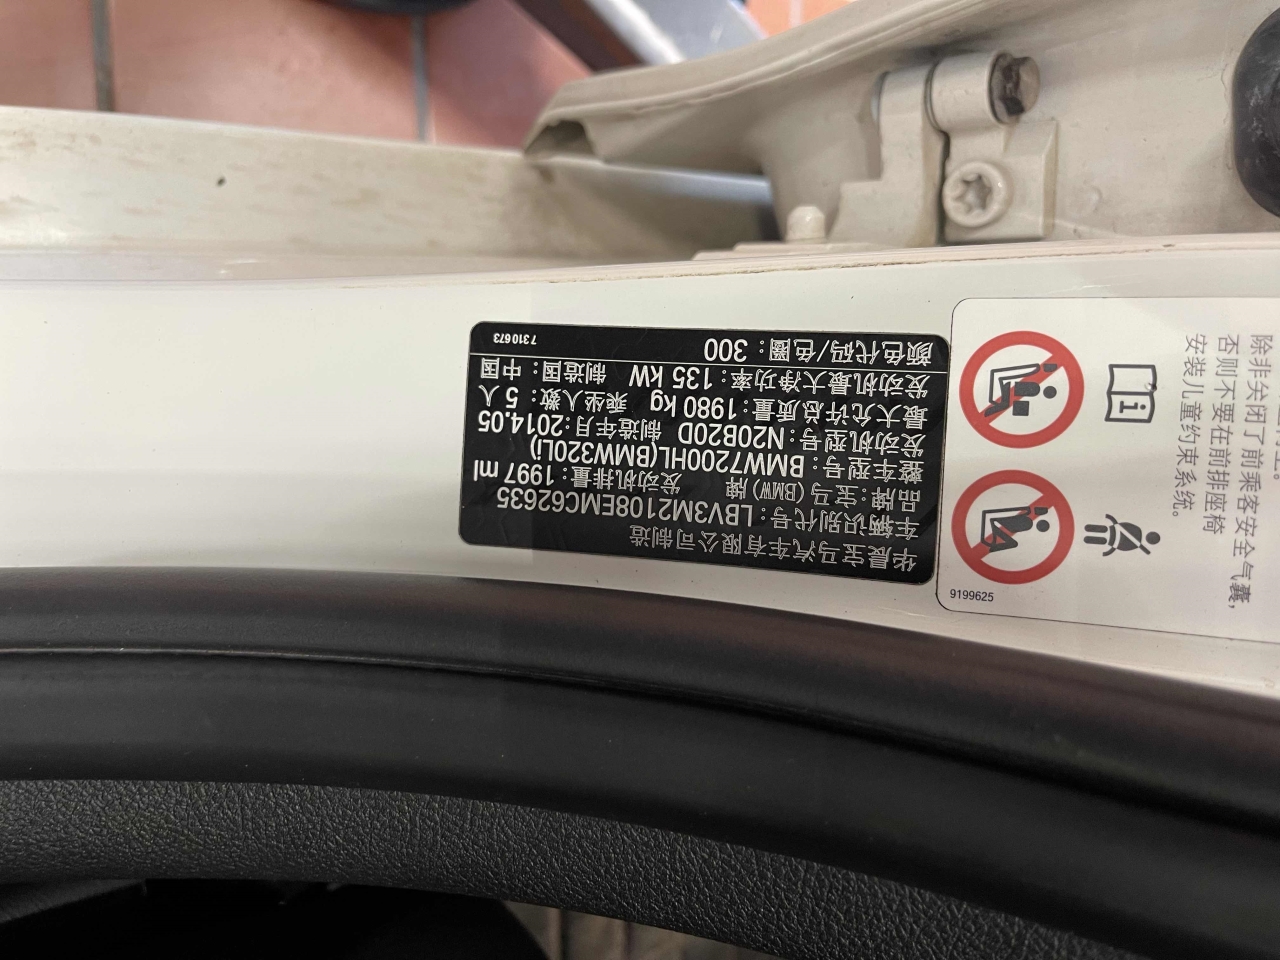 华晨宝马汽车有限公司制造
车辆识别代号：LBV3M2108EMC62635
品牌：宝马(BMW)牌 发动机排量：1997 ml
整车型号：BMW7200HL(BMW320Li)
发动机型号：N20B20D 制造年月：2014.05
最大允许总质量：1980 kg 乘坐人数：5 人
发动机最大净功率：135 kW 制造国：中国
颜色代码/色圈：300 7310673
除非关闭了前乘客安全气囊，
否则不要在前排座椅
安装儿童约束系统。
9199625